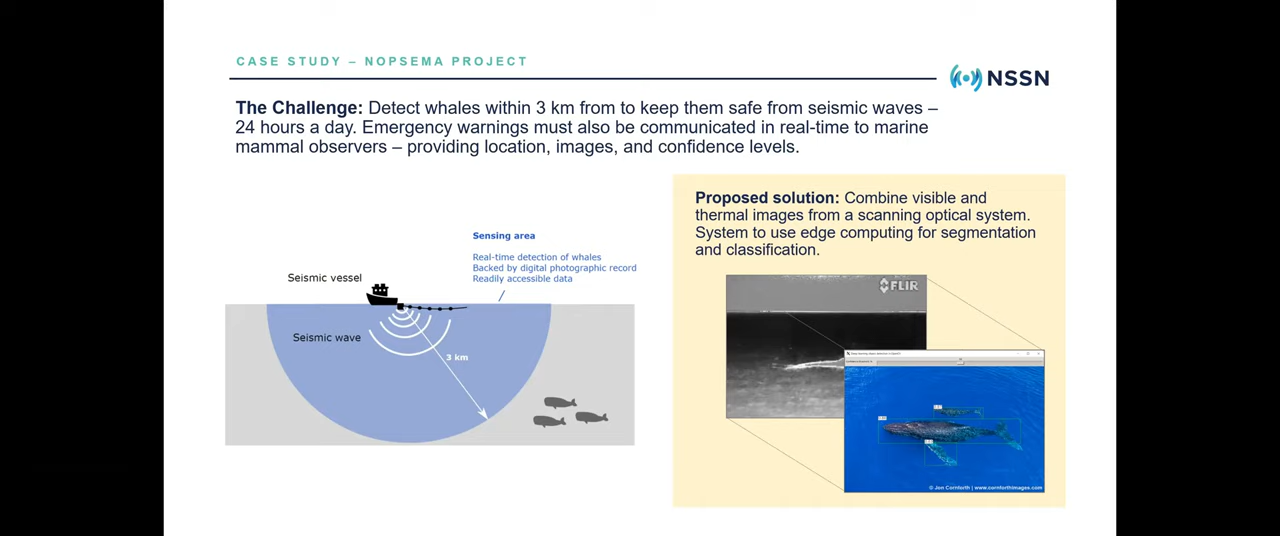 CASE STUDY – NOPSEMA PROJECT
NSSN
The Challenge: Detect whales within 3 km from to keep them safe from seismic waves –
24 hours a day. Emergency warnings must also be communicated in real-time to marine
mammal observers – providing location, images, and confidence levels.
Sensing area
Real-time detection of whales
Backed by digital photographic record
Readily accessible data
Seismic vessel
Seismic wave
3 km
Proposed solution: Combine visible and
thermal images from a scanning optical system.
System to use edge computing for segmentation
and classification.
FLIR
© Jon Cornforth | www.cornforthimages.com